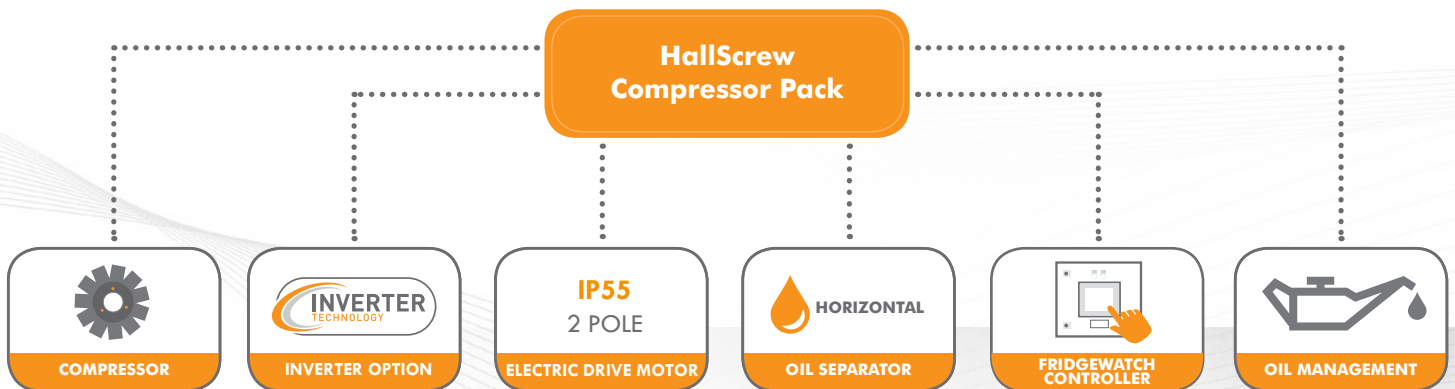 HallScrew
Compressor Pack
INVERTER
TECHNOLOGY
IP55
2 POLE
HORIZONTAL
COMPRESSOR
INVERTER OPTION
ELECTRIC DRIVE MOTOR
OIL SEPARATOR
FRIDGEWATCH
CONTROLLER
OIL MANAGEMENT